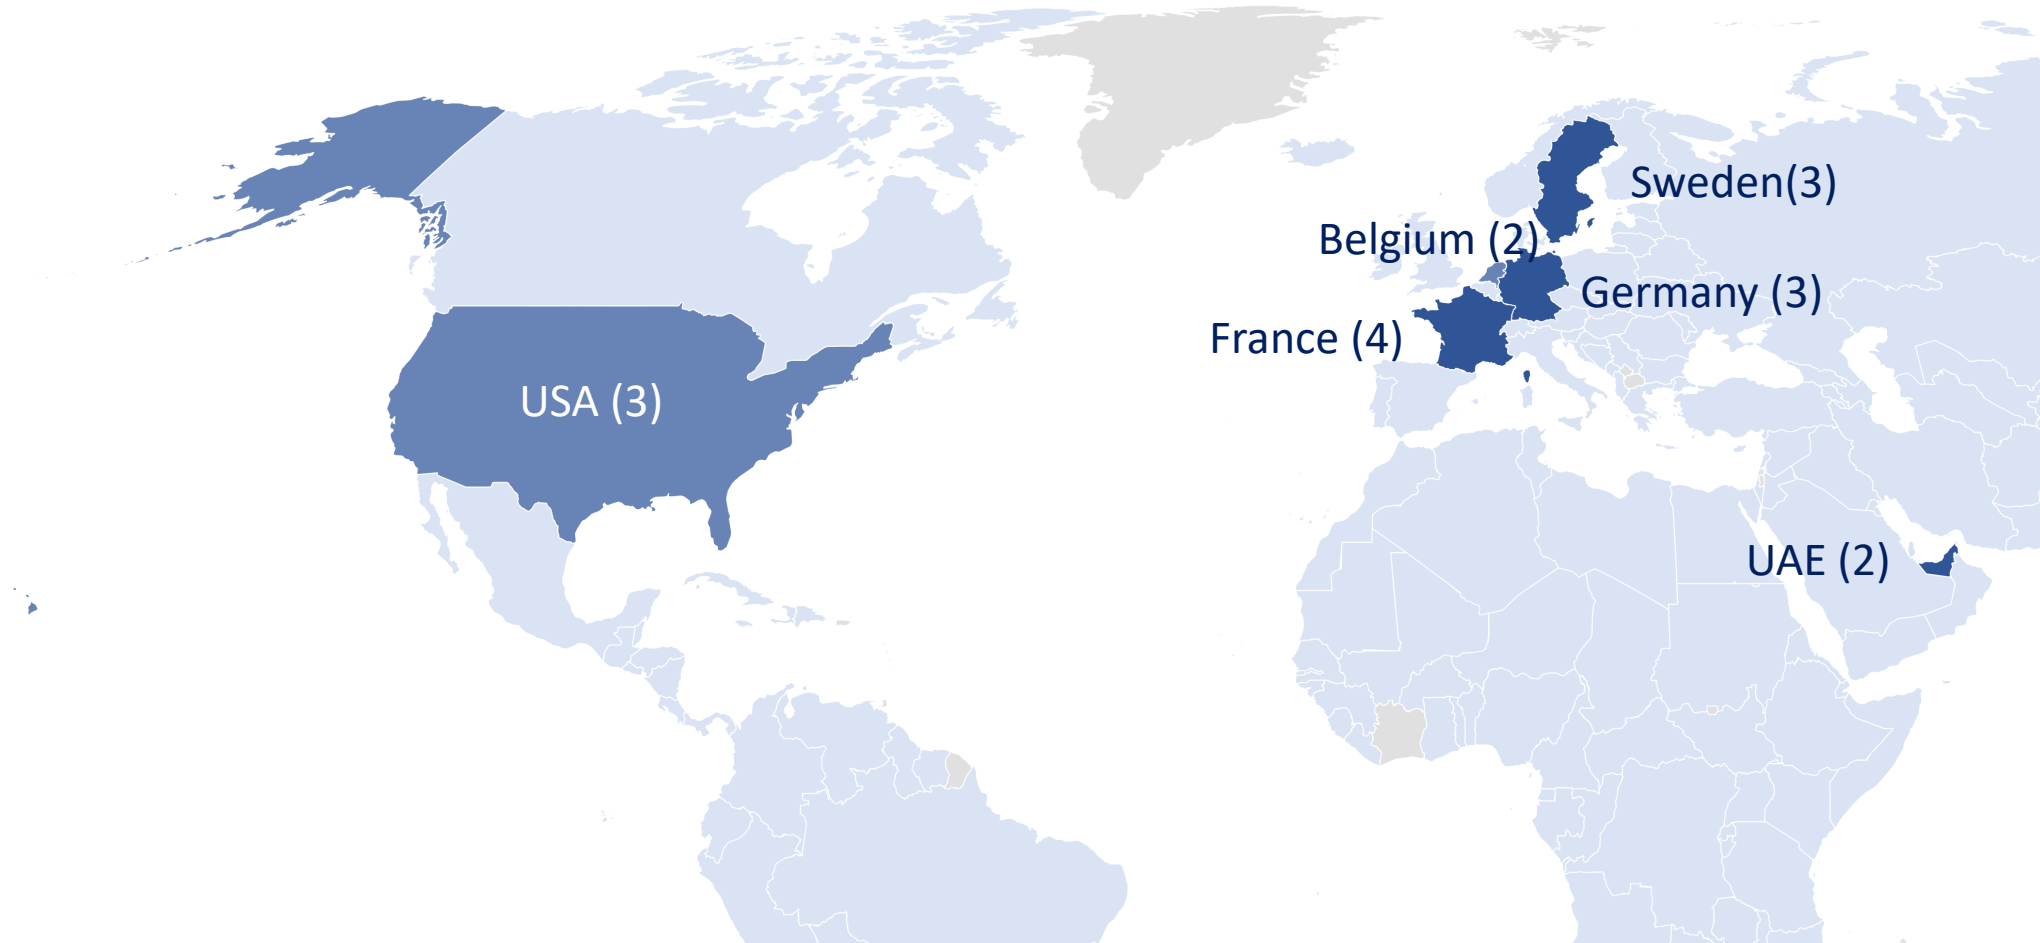 Sweden(3)
Belgium (2)
Germany (3)
France (4)
USA (3)
UAE (2)